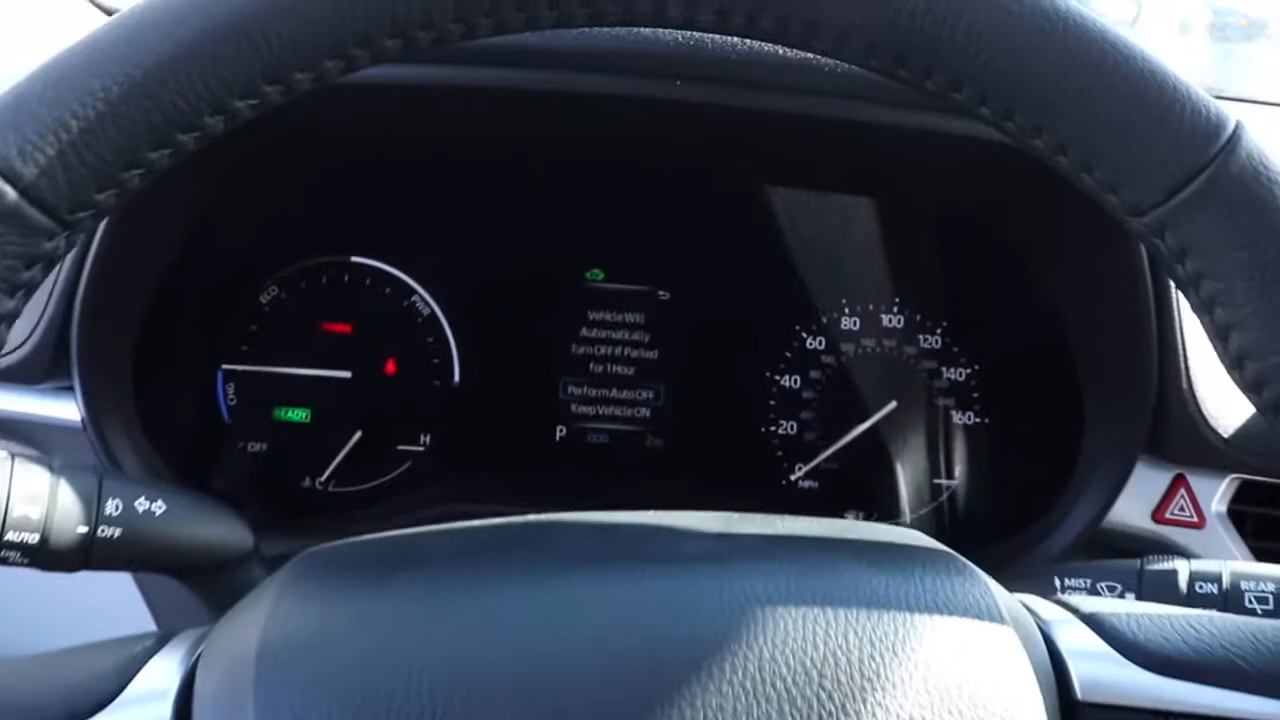 ECO
PWR
CHG
READY
OFF
H
C
Vehicle Will
Automatically
Turn OFF if Parked
for 1 Hour
Perform Auto OFF
Keep Vehicle ON
P
0
20
40
60
80
100
120
140
160
MPH
AUTO
OFF
MIST
OFF
ON
REAR